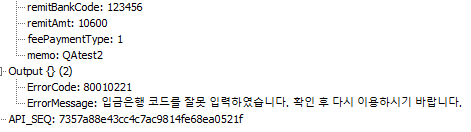 remitBankCode: 123456
remitAmt: 10600
feePaymentType: 1
memo: QAtest2
Output {} (2)
ErrorCode: 80010221
ErrorMessage: 입금은행 코드를 잘못 입력하였습니다. 확인 후 다시 이용하시기 바랍니다.
API_SEQ: 7357a88e43cc4c7ac9814fe68ea0521f